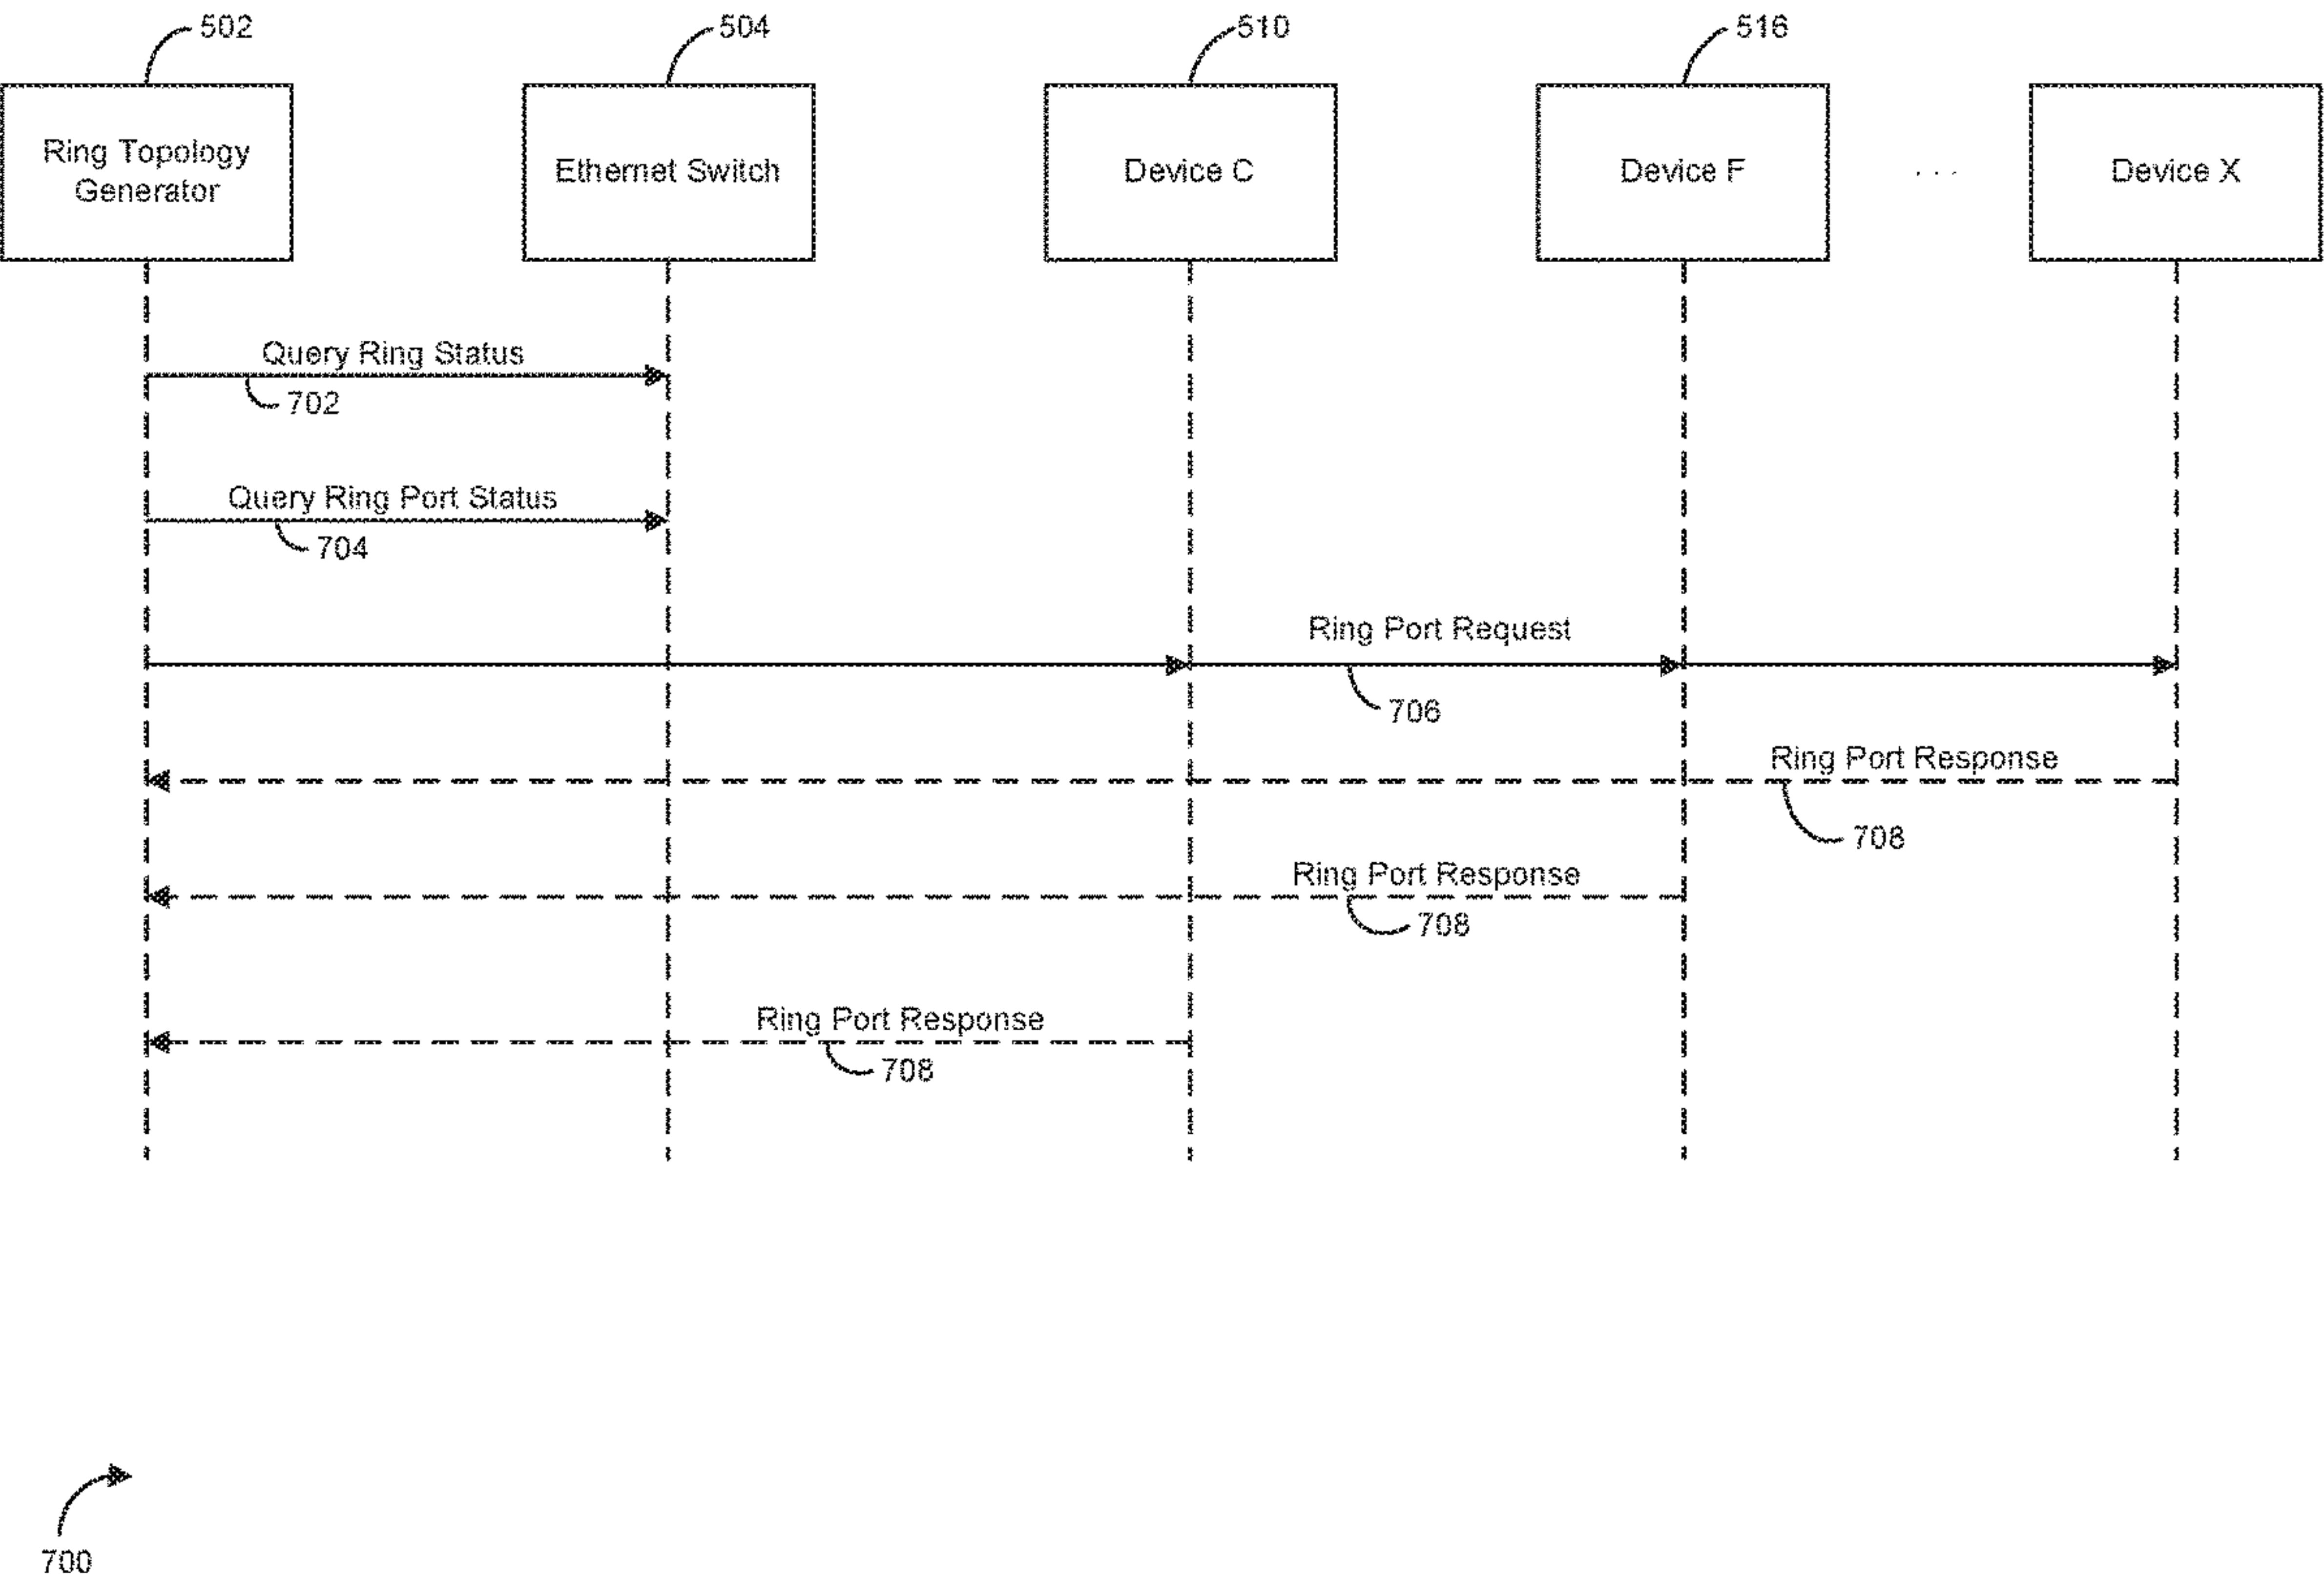 502
504
510
516
Ring Topology
Generator
Ethernet Switch
Device C
Device F
. . .
Device X
Query Ring Status
702
Query Ring Port Status
704
Ring Port Request
706
Ring Port Response
708
Ring Port Response
708
Ring Port Response
708
700